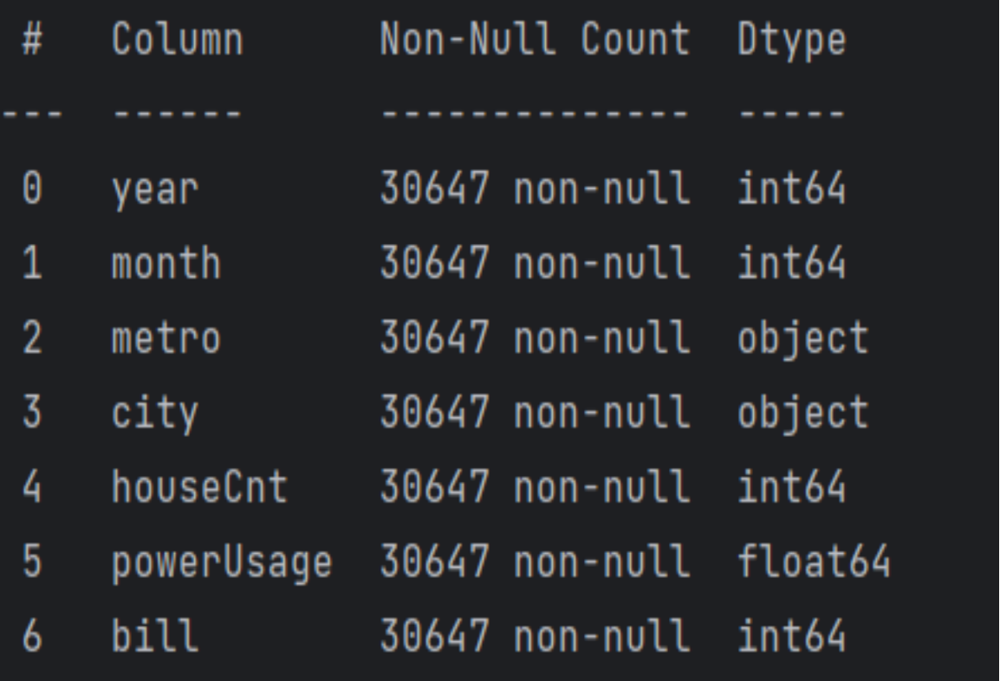 #   Column      Non-Null Count  Dtype
---  ------      --------------  -----
0   year        30647 non-null  int64
1   month       30647 non-null  int64
2   metro       30647 non-null  object
3   city        30647 non-null  object
4   houseCnt    30647 non-null  int64
5   powerUsage  30647 non-null  float64
6   bill        30647 non-null  int64